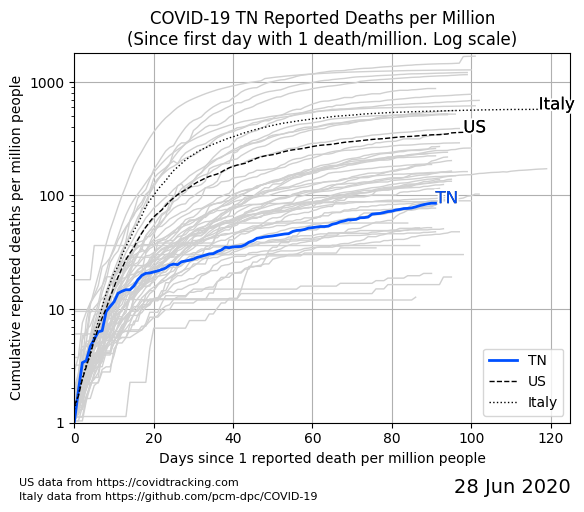 COVID-19 TN Reported Deaths per Million
(Since first day with 1 death/million. Log scale)
Cumulative reported deaths per million people
1000
100
10
1
Italy
US
TN
TN
US
Italy
0 20 40 60 80 100 120
Days since 1 reported death per million people
US data from https://covidtracking.com
Italy data from https://github.com/pcm-dpc/COVID-19
28 Jun 2020